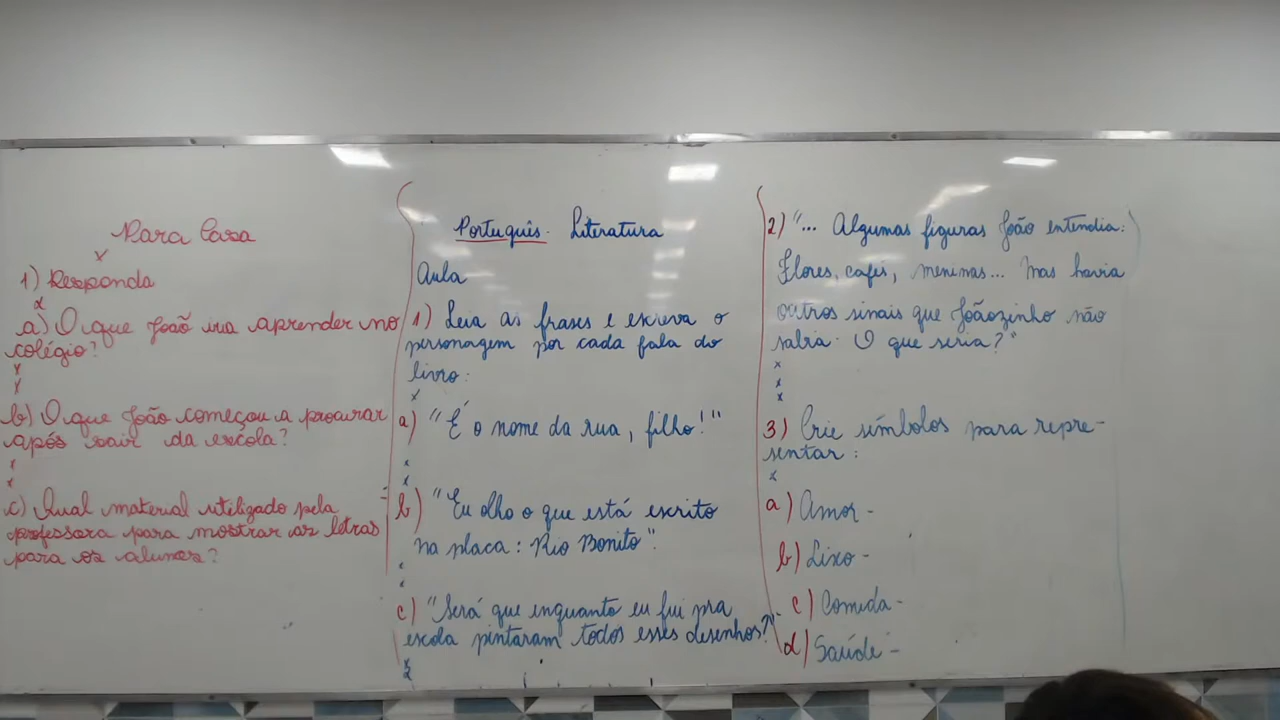 Para Casa
x
1) Responda
x
a) O que João ira aprender no
colégio?
x
x
b) O que João começou a procurar
após sair da escola?
x
x
c) Qual material utilizado pela
professora para mostrar as letras
para os alunos?
Português. Literatura
Aula
1) Leia as frases e escreva o
personagem por cada fala do
livro:
x
a) "É o nome da rua, filho!"
x
x
b) "Eu olho o que está escrito
na placa: Rio Bonito".
x
x
c) "Será que enquanto eu fui pra
escola pintaram todos esses desenhos?"
x
x
2) "... Algumas figuras João entendia:
Flores, cafés, meninas... Mas havia
outros sinais que Joãozinho não
sabia. O que seria?"
x
x
x
3) Crie símbolos para repre-
sentar:
x
a) Amor -
b) Lixo -
c) Comida -
d) Saúde -